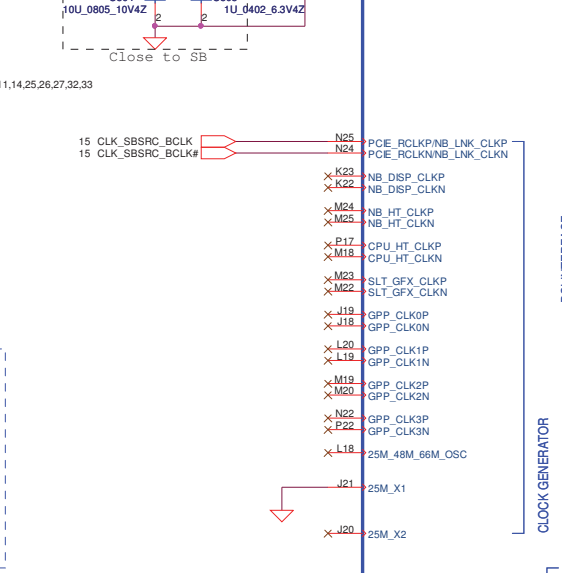 10U_0805_10V4Z
2
2
1U_0402_6.3V4Z
Close to SB
11,14,25,26,27,32,33
15 CLK_SBSRC_BCLK
N25
PCIE_RCLKP/NB_LNK_CLKP
15 CLK_SBSRC_BCLK#
N24
PCIE_RCLKN/NB_LNK_CLKN
K23
NB_DISP_CLKP
K22
NB_DISP_CLKN
M24
NB_HT_CLKP
M25
NB_HT_CLKN
P17
CPU_HT_CLKP
M18
CPU_HT_CLKN
M23
SLT_GFX_CLKP
M22
SLT_GFX_CLKN
J19
GPP_CLK0P
J18
GPP_CLK0N
L20
GPP_CLK1P
L19
GPP_CLK1N
M19
GPP_CLK2P
M20
GPP_CLK2N
N22
GPP_CLK3P
P22
GPP_CLK3N
L18
25M_48M_66M_OSC
J21
25M_X1
J20
25M_X2
CLOCK GENERATOR